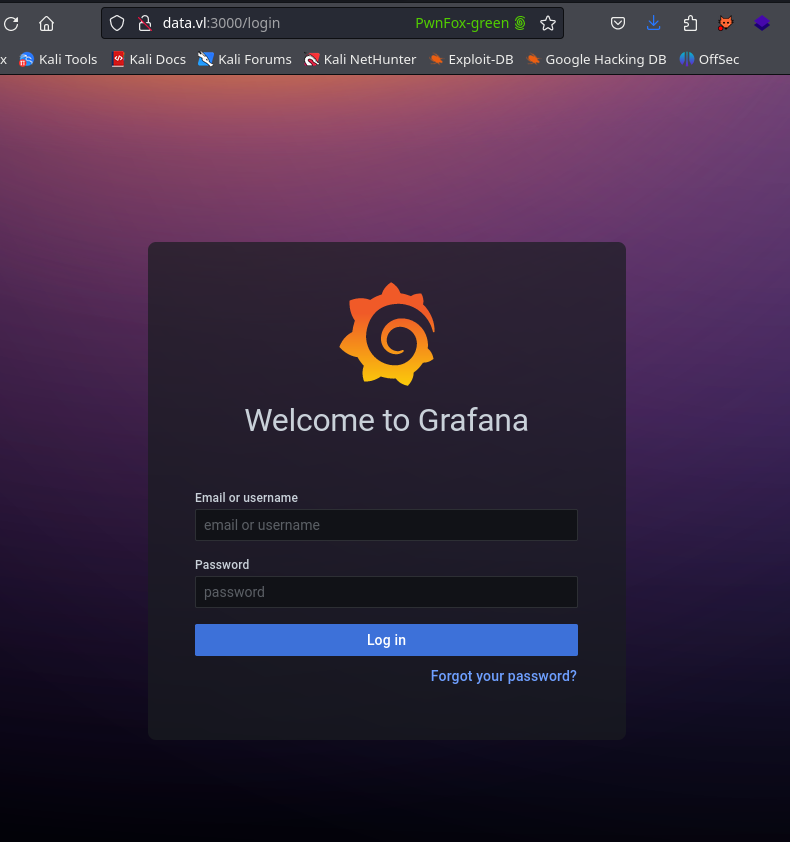 data.vl:3000/login PwnFox-green
x Kali Tools Kali Docs Kali Forums Kali NetHunter Exploit-DB Google Hacking DB OffSec
Welcome to Grafana
Email or username
email or username
Password
password
Log in
Forgot your password?